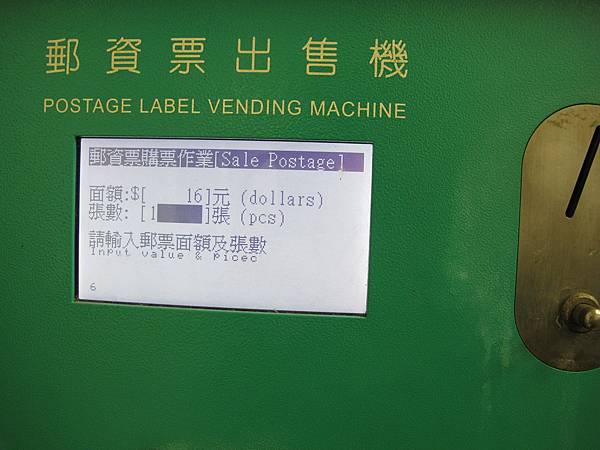 郵資票出售機
POSTAGE LABEL VENDING MACHINE
郵資票購票作業[Sale Postage]
面額:$[ 16]元 (dollars)
張數: [1 ]張 (pcs)
請輸入郵票面額及張數
Input value & picec
6